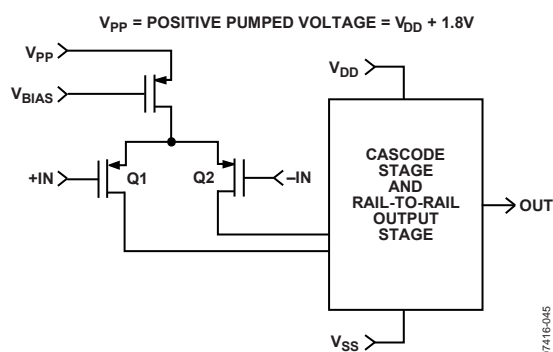 VPP = POSITIVE PUMPED VOLTAGE = VDD + 1.8V
VPP
VDD
VBIAS
+IN
Q1
Q2
–IN
CASCODE
STAGE
AND
RAIL-TO-RAIL
OUTPUT
STAGE
OUT
VSS
07416-045